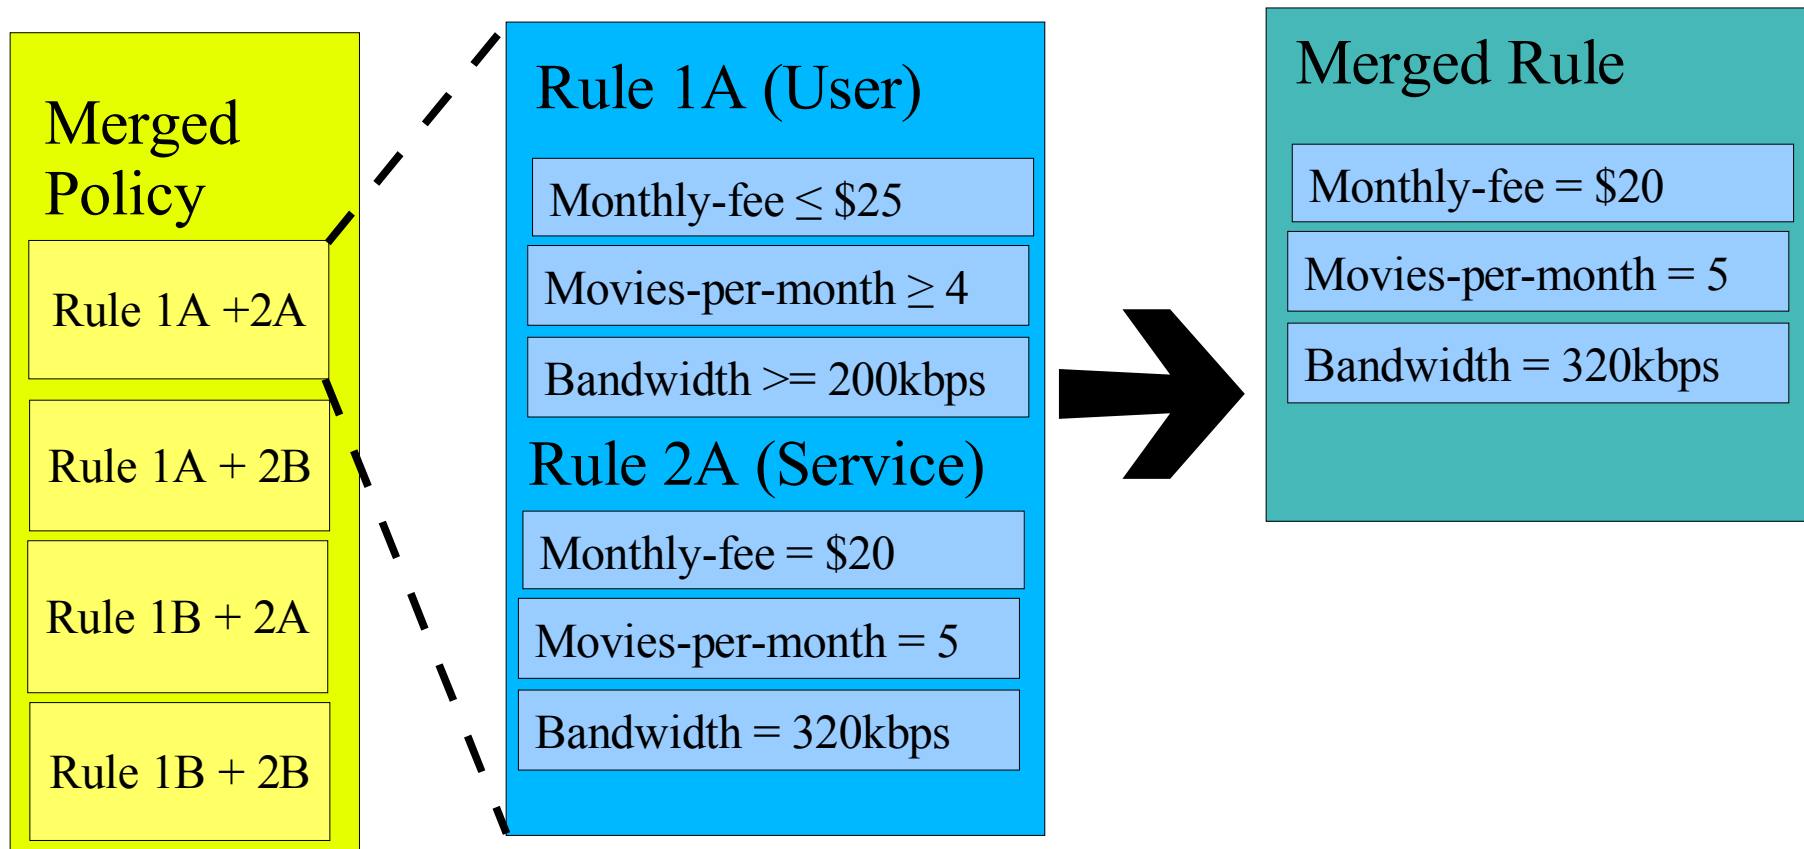 Merged
Policy
Rule 1A +2A
Rule 1A + 2B
Rule 1B + 2A
Rule 1B + 2B
Rule 1A (User)
Monthly-fee ≤ $25
Movies-per-month ≥ 4
Bandwidth >= 200kbps
Rule 2A (Service)
Monthly-fee = $20
Movies-per-month = 5
Bandwidth = 320kbps
Merged Rule
Monthly-fee = $20
Movies-per-month = 5
Bandwidth = 320kbps